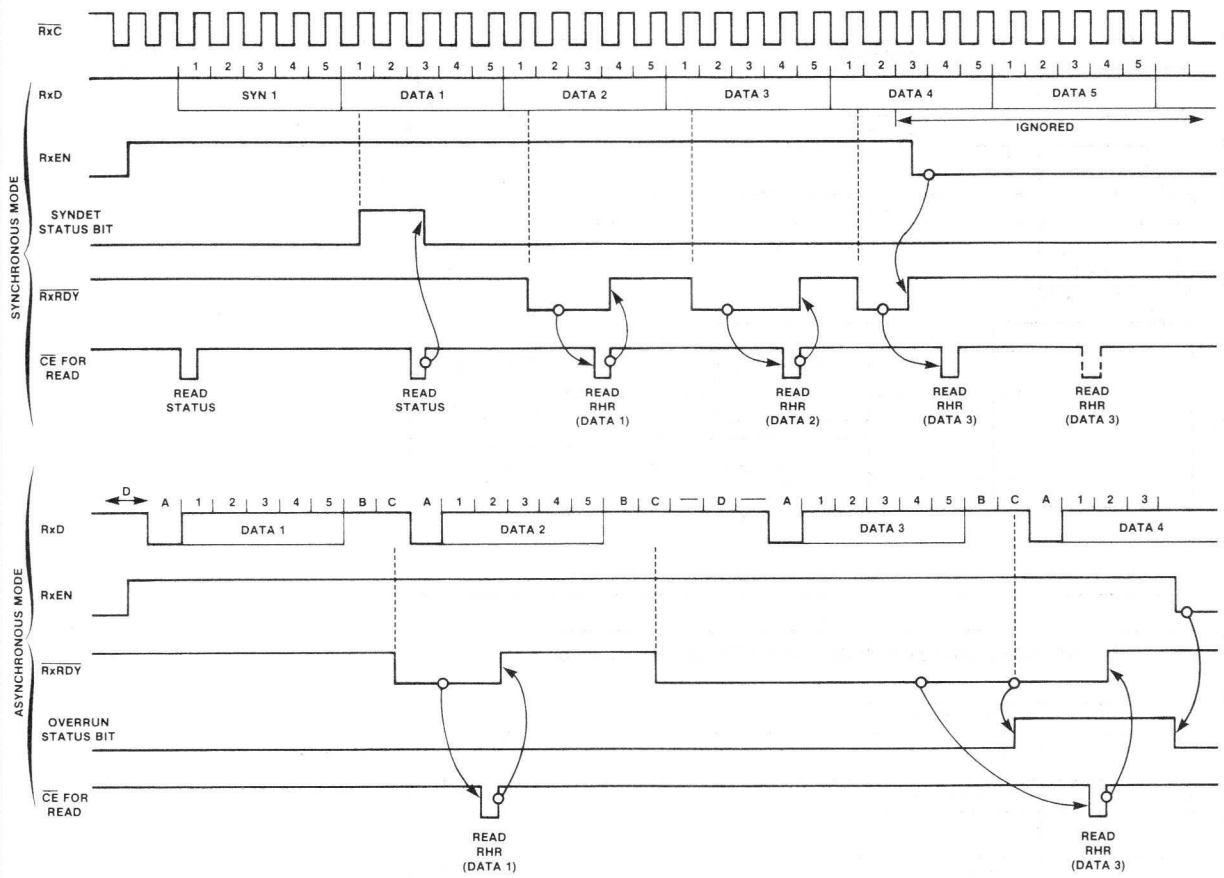 RxC
1 2 3 4 5 1 2 3 4 5 1 2 3 4 5 1 2 3 4 5 1 2 3 4 5 1 2 3 4 5
RxD
SYN 1 DATA 1 DATA 2 DATA 3 DATA 4 DATA 5
IGNORED
RxEN
SYNDET
STATUS BIT
RxRDY
CE FOR
READ
READ
STATUS
READ
STATUS
READ
RHR
(DATA 1)
READ
RHR
(DATA 2)
READ
RHR
(DATA 3)
READ
RHR
(DATA 3)
SYNCHRONOUS MODE
D A 1 2 3 4 5 B C A 1 2 3 4 5 B C D A 1 2 3 4 5 B C A 1 2 3
RxD
DATA 1 DATA 2 DATA 3 DATA 4
RxEN
RxRDY
OVERRUN
STATUS BIT
CE FOR
READ
READ
RHR
(DATA 1)
READ
RHR
(DATA 3)
ASYNCHRONOUS MODE